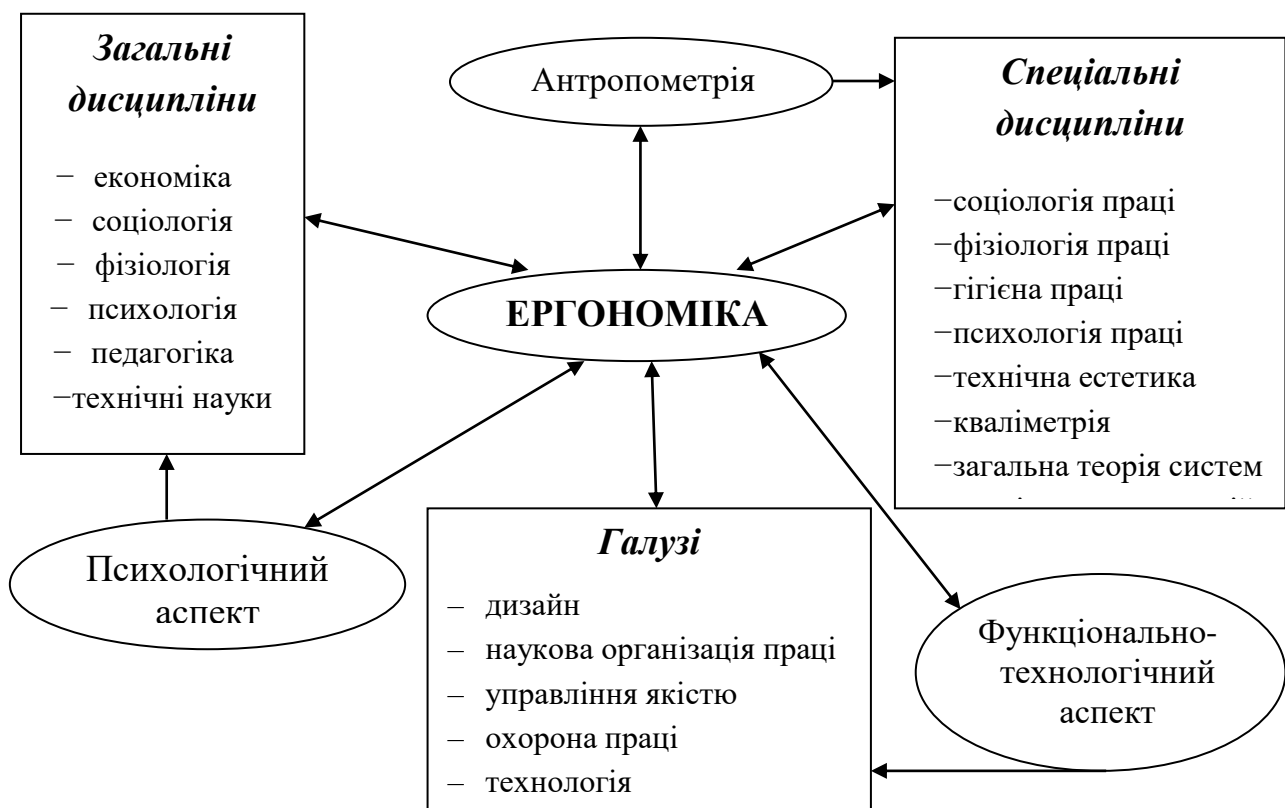 Загальні
дисципліни
− економіка
− соціологія
− фізіологія
− психологія
− педагогіка
−технічні науки
Антропометрія
Спеціальні
дисципліни
−соціологія праці
−фізіологія праці
−гігієна праці
−психологія праці
−технічна естетика
−кваліметрія
−загальна теорія систем
ЕРГОНОМІКА
Психологічний
аспект
Галузі
– дизайн
– наукова організація праці
– управління якістю
– охорона праці
– технологія
Функціонально-
технологічний
аспект